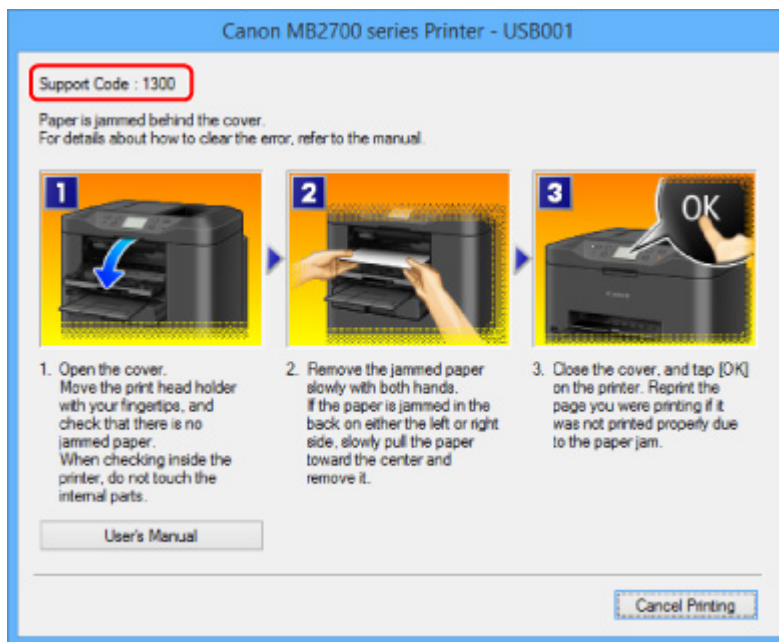 Canon MB2700 series Printer - USB001
Support Code : 1300
Paper is jammed behind the cover.
For details about how to clear the error, refer to the manual.
1
2
3
OK
1. Open the cover.
Move the print head holder
with your fingertips, and
check that there is no
jammed paper.
When checking inside the
printer, do not touch the
internal parts.
2. Remove the jammed paper
slowly with both hands.
If the paper is jammed in the
back on either the left or right
side, slowly pull the paper
toward the center and
remove it.
3. Close the cover, and tap [OK]
on the printer. Reprint the
page you were printing if it
was not printed properly due
to the paper jam.
User's Manual
Cancel Printing